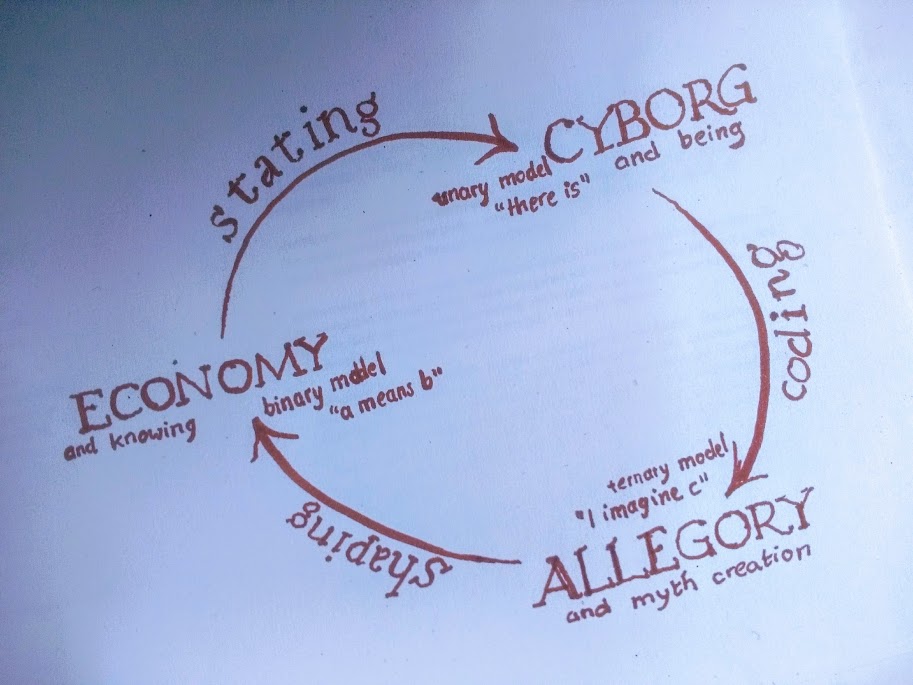 stating
CYBORG
and being
unary model
"there is"
coding
ECONOMY
and knowing
binary model
"a means b"
ternary model
"I imagine c"
ALLEGORY
and myth creation
shaping